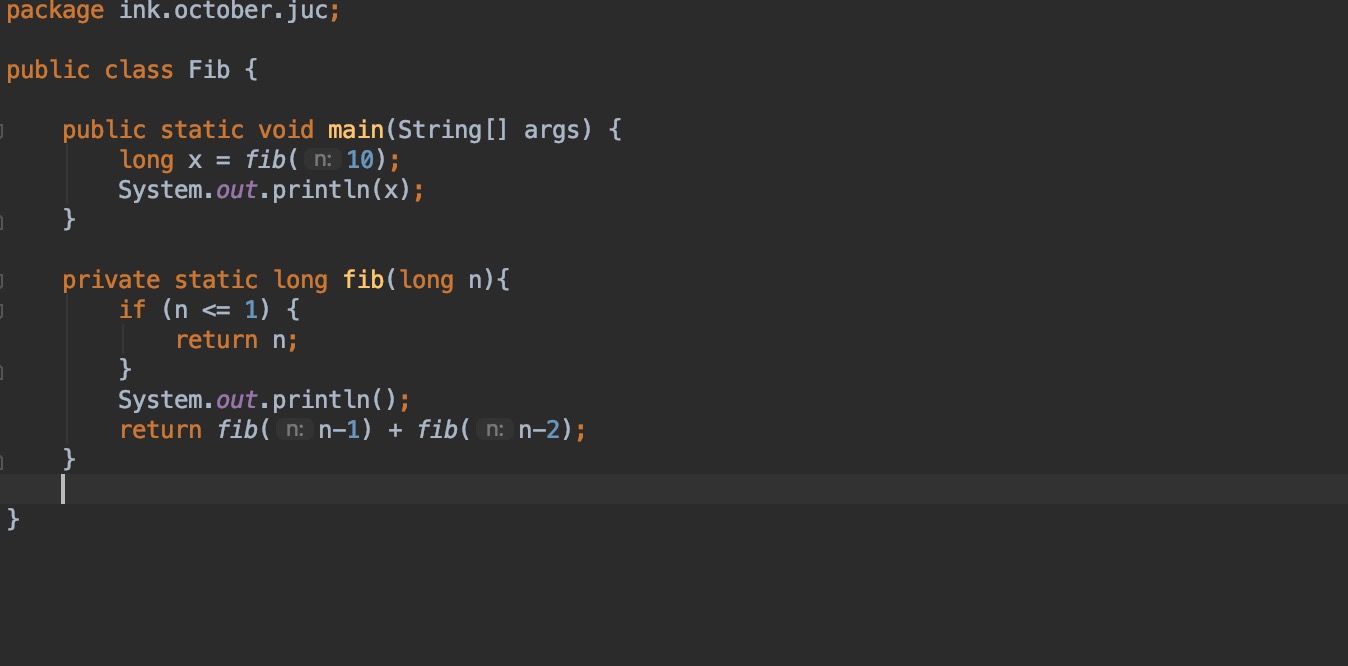 package ink.october.juc;
public class Fib {
public static void main(String[] args) {
long x = fib( n: 10);
System.out.println(x);
}
private static long fib(long n){
if (n <= 1) {
return n;
}
System.out.println();
return fib( n: n-1) + fib( n: n-2);
}
}